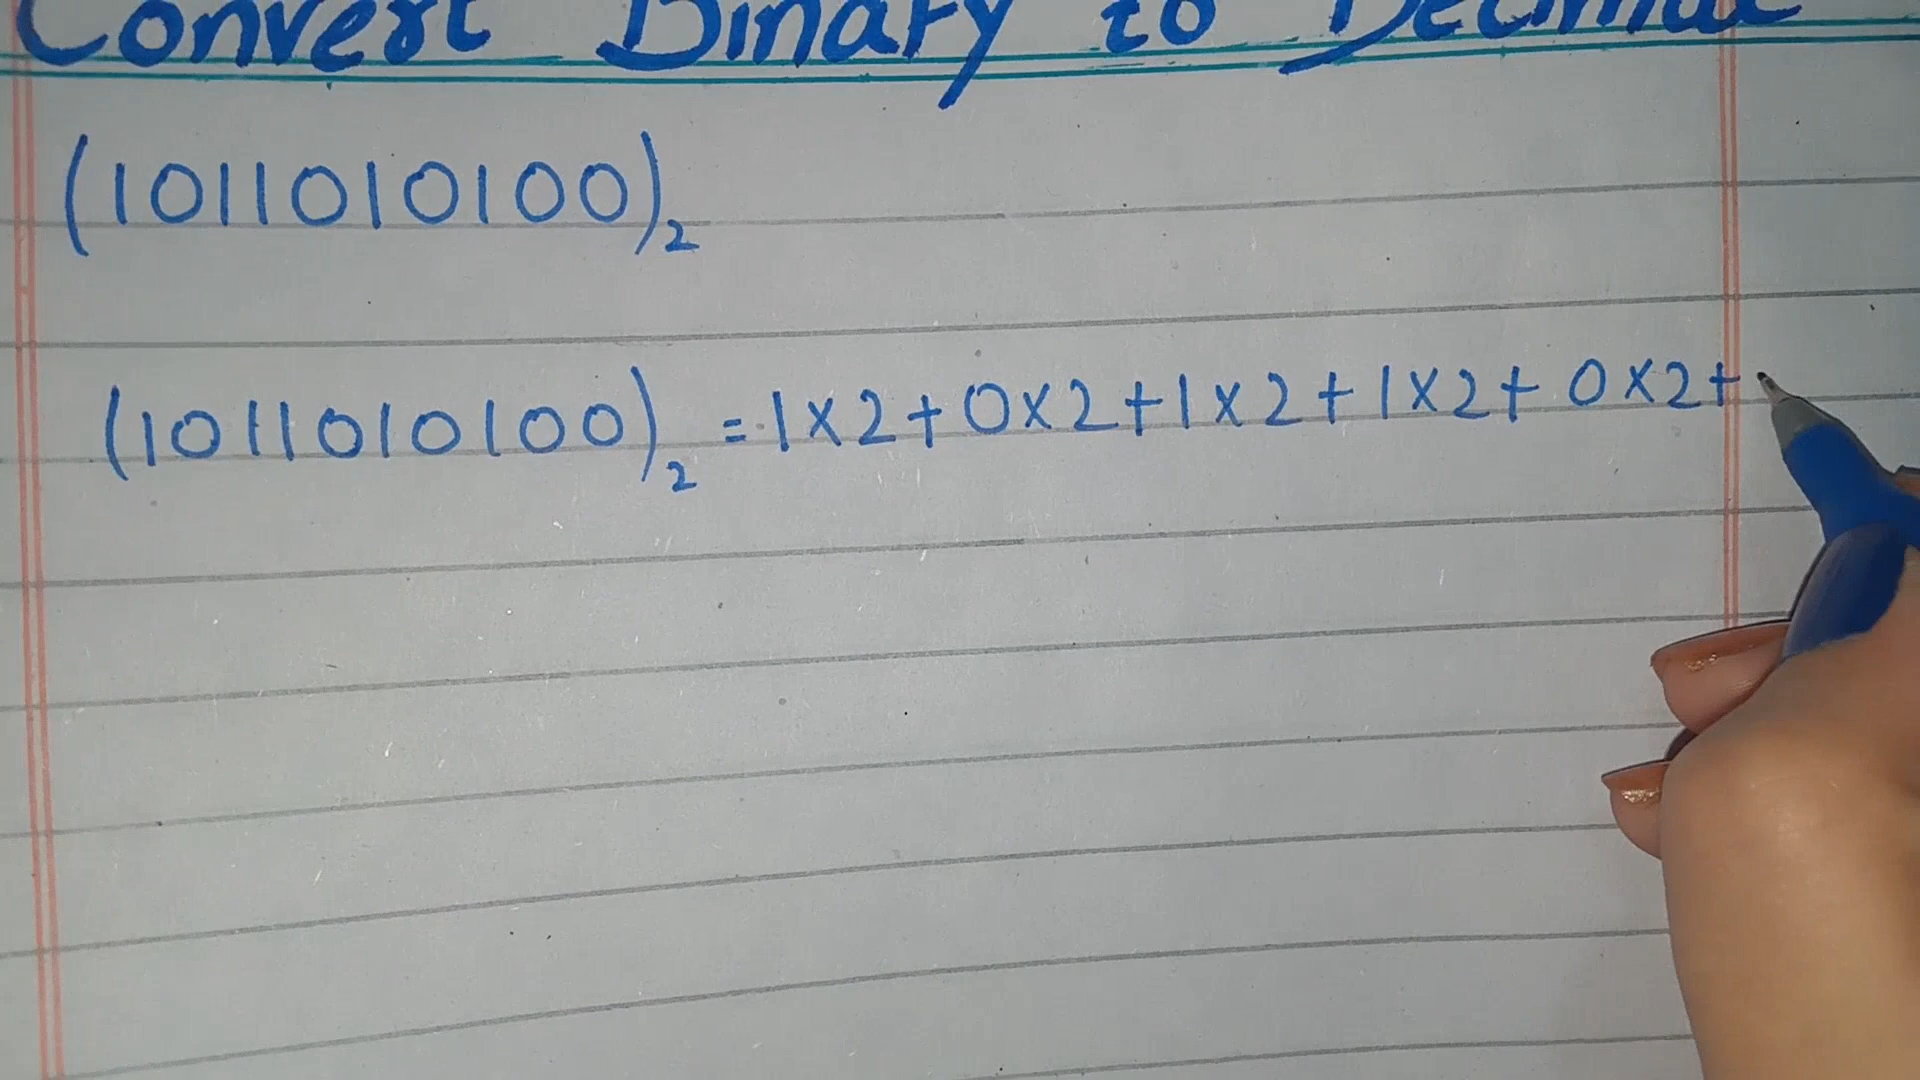 Convert Binary to Decimal
(1011010100)₂
(1011010100)₂ = 1×2+0×2+1×2+1×2+0×2+